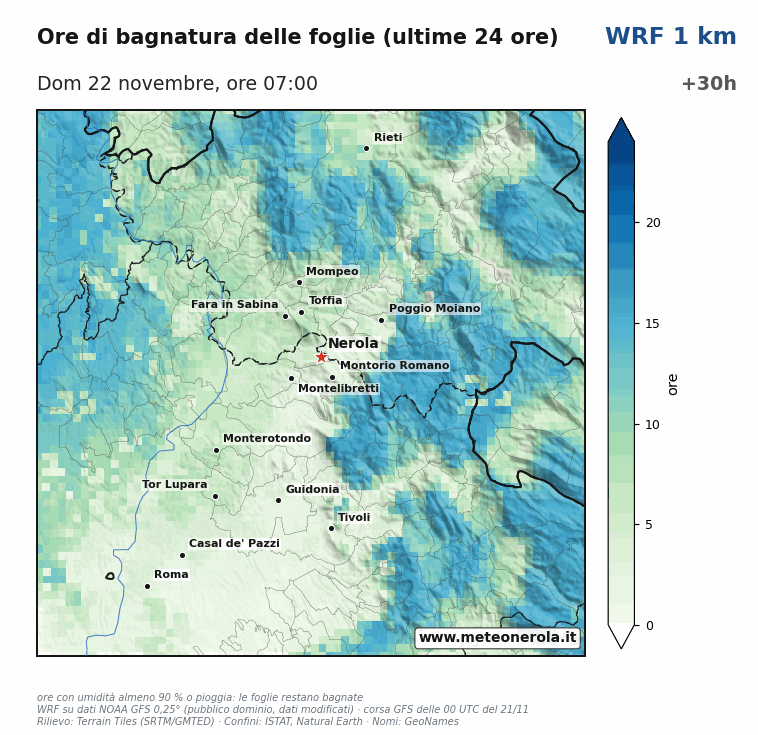 Ore di bagnatura delle foglie (ultime 24 ore)
WRF 1 km
Dom 22 novembre, ore 07:00
+30h
Rieti
Mompeo
Fara in Sabina
Toffia
Poggio Moiano
Nerola
Montorio Romano
Montelibretti
Monterotondo
Tor Lupara
Guidonia
Tivoli
Casal de' Pazzi
Roma
www.meteonerola.it
20
15
10
5
0
ore
ore con umidità almeno 90 % o pioggia: le foglie restano bagnate
WRF su dati NOAA GFS 0,25° (pubblico dominio, dati modificati) · corsa GFS delle 00 UTC del 21/11
Rilievo: Terrain Tiles (SRTM/GMTED) · Confini: ISTAT, Natural Earth · Nomi: GeoNames